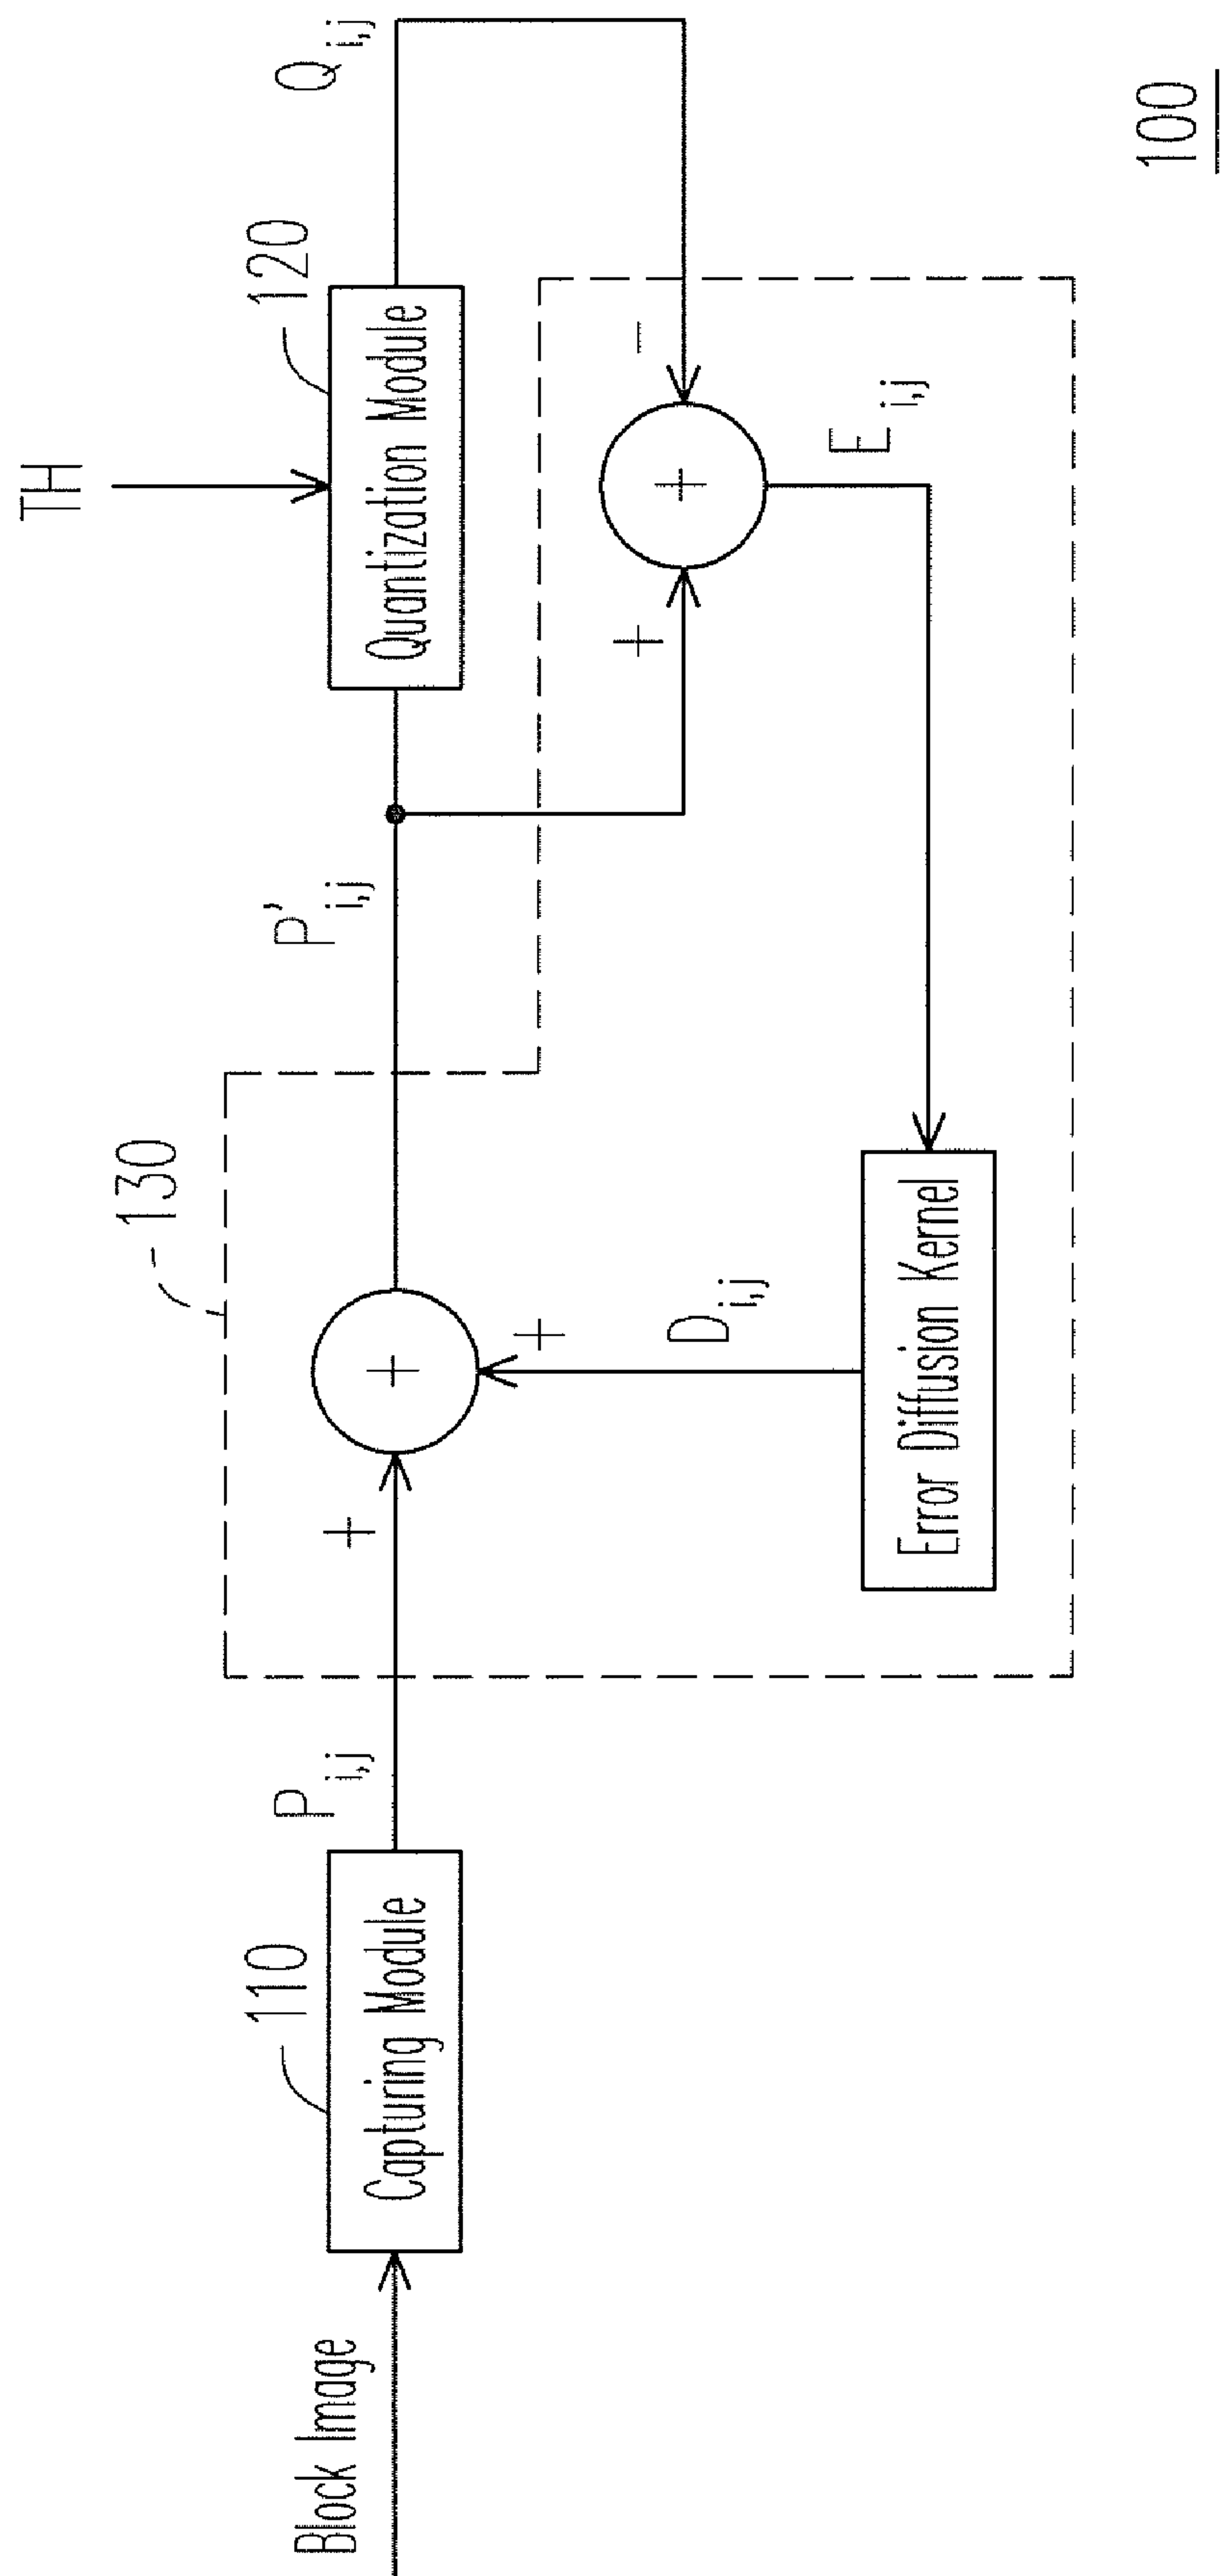 Block Image
110
Capturing Module
P i,j
+
+
130
+
D i,j
Error Diffusion Kernel
P' i,j
TH
120
Quantization Module
Q i,j
+
+
-
E i,j
100